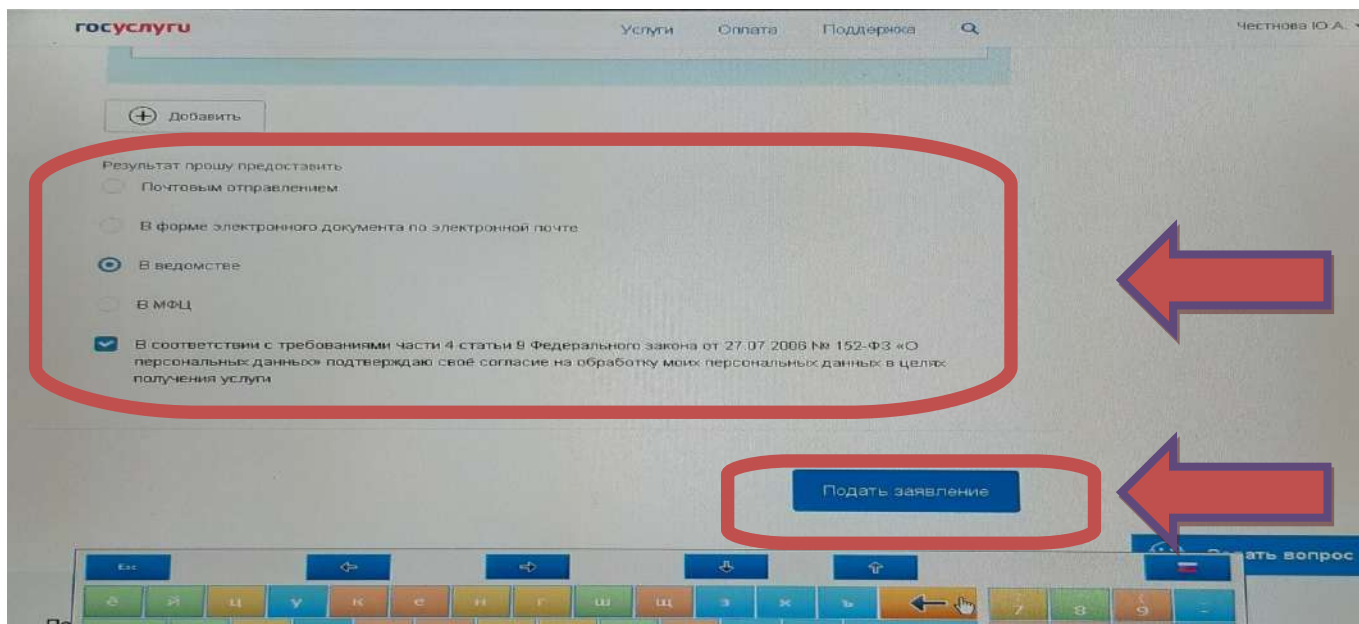 госуслуги Услуги Оплата Поддержка Честнова Ю.А.
Добавить
Результат прошу предоставить
Почтовым отправлением
В форме электронного документа по электронной почте
В ведомстве
В МФЦ
В соответствии с требованиями части 4 статьи 9 Федерального закона от 27.07.2006 № 152-ФЗ «О
персональных данных» подтверждаю своё согласие на обработку моих персональных данных в целях
получения услуги
Подать заявление
ать вопрос
Esc
ё й ц у к е н г ш щ з х ъ 7 8 9